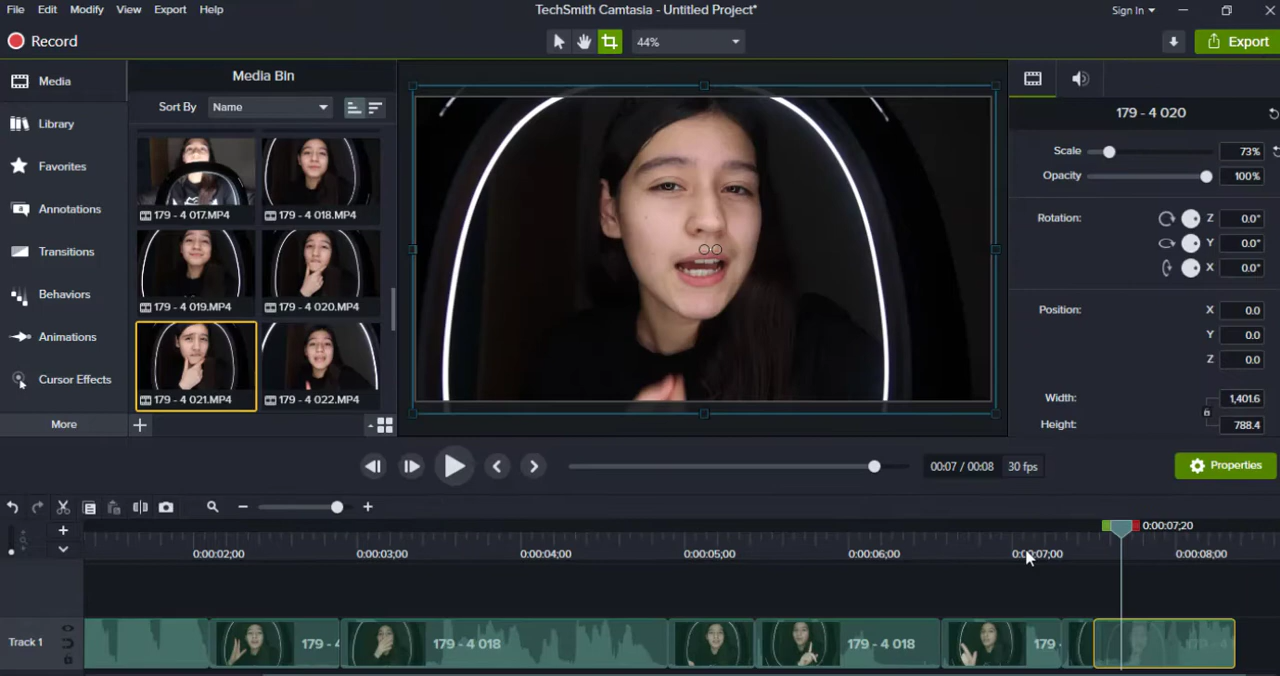 File Edit Modify View Export Help
TechSmith Camtasia - Untitled Project*
Sign In
Record
44%
Export
Media
Library
Favorites
Annotations
Transitions
Behaviors
Animations
Cursor Effects
More
Media Bin
Sort By Name
179 - 4 017.MP4 179 - 4 018.MP4
179 - 4 019.MP4 179 - 4 020.MP4
179 - 4 021.MP4 179 - 4 022.MP4
179 - 4 020
Scale 73%
Opacity 100%
Rotation: Z 0.0°
Y 0.0°
X 0.0°
Position: X 0.0
Y 0.0
Z 0.0
Width: 1,401.6
Height: 788.4
00:07 / 00:08 30 fps
Properties
0:00:07;20
0:00:02;00 0:00:03;00 0:00:04;00 0:00:05;00 0:00:06;00 0:00:07;00 0:00:08;00
Track 1
179 - 4 179 - 4 018 179 - 4 018 179 -